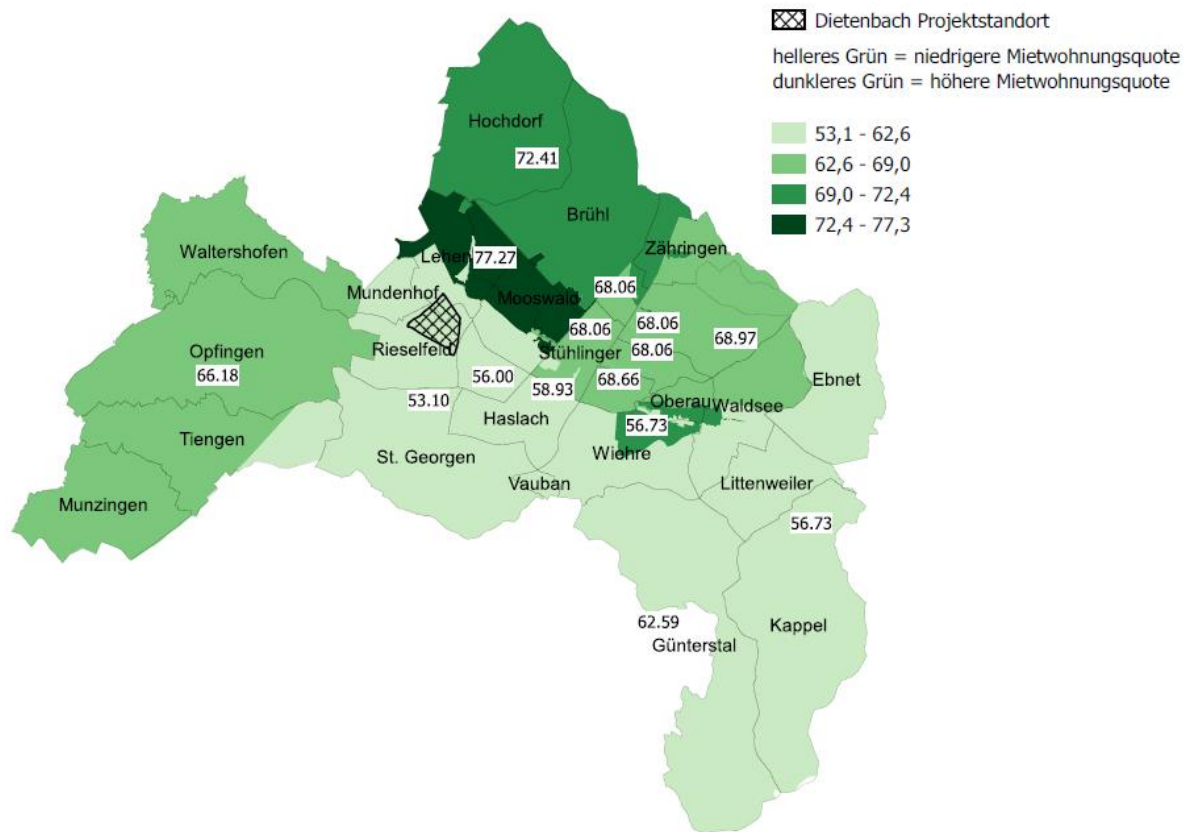 Dietenbach Projektstandort
helleres Grün = niedrigere Mietwohnungsquote
dunkleres Grün = höhere Mietwohnungsquote
53,1 - 62,6
62,6 - 69,0
69,0 - 72,4
72,4 - 77,3
Hochdorf
72.41
Brühl
Waltershofen
Zähringen
Lehen
77.27
Mundenhof
68.06
Mooswald
68.06
68.06
68.97
Rieselfeld
Stühlinger
68.06
Opfingen
66.18
56.00
58.93
68.66
Ebnet
53.10
Oberau
Waldsee
Haslach
56.73
Tiengen
St. Georgen
Wiehre
Vauban
Littenweiler
Munzingen
56.73
62.59
Kappel
Günterstal